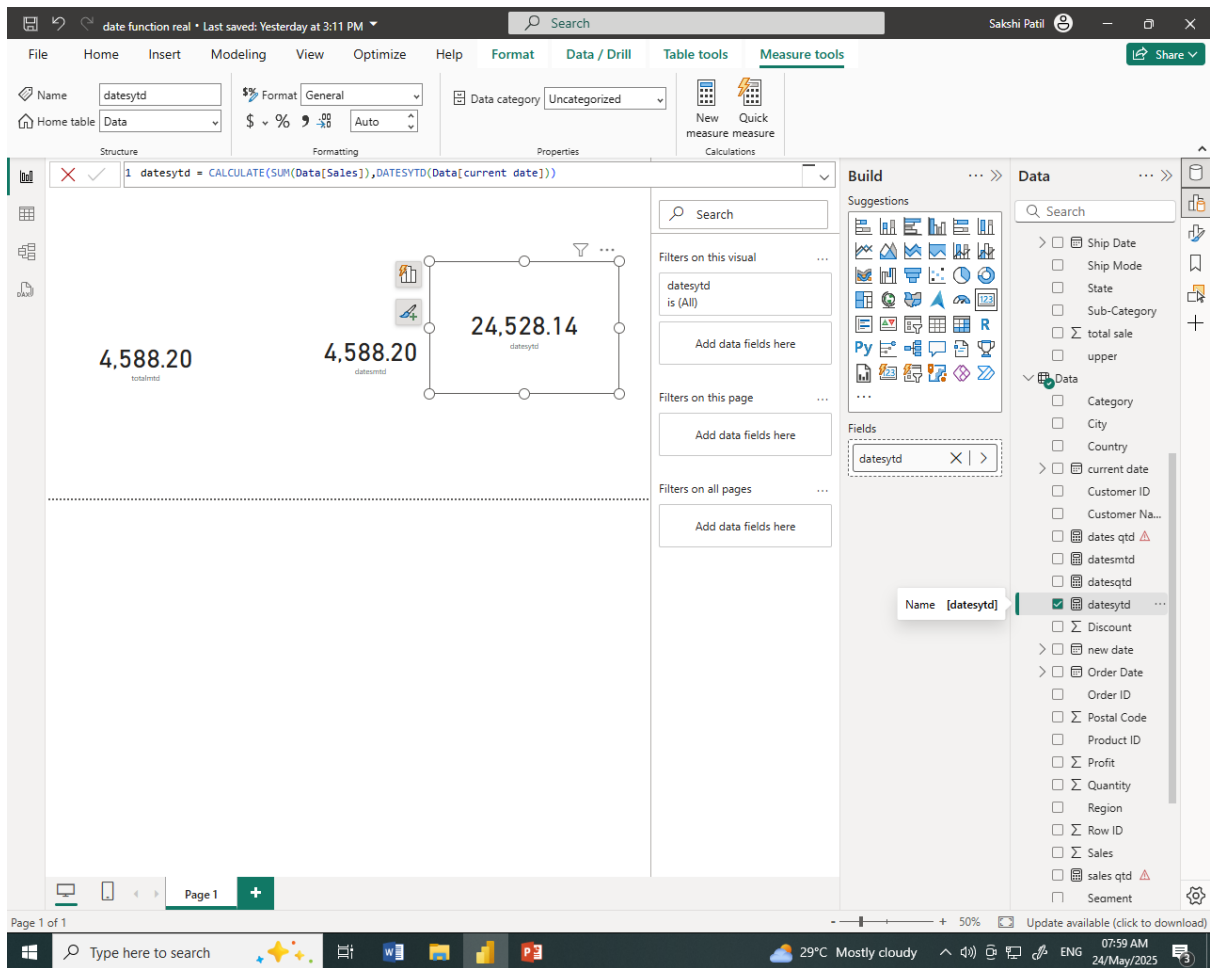 date function real • Last saved: Yesterday at 3:11 PM
Search
Sakshi Patil
File Home Insert Modeling View Optimize Help Format Data / Drill Table tools Measure tools
Share
Name datesytd
Home table Data
Structure
$% Format General
$ % 9 Auto
Formatting
Data category Uncategorized
Properties
New measure
Quick measure
Calculations
1 datesytd = CALCULATE(SUM(Data[Sales]),DATESYTD(Data[current date]))
4,588.20
totalmtd
4,588.20
datesmtd
24,528.14
datesytd
Search
Filters on this visual ...
datesytd
is (All)
Add data fields here
Filters on this page ...
Add data fields here
Filters on all pages ...
Add data fields here
Build ...
Suggestions
123
R
Py
123
...
Fields
datesytd
Name [datesytd]
Data ...
Search
Ship Date
Ship Mode
State
Sub-Category
∑ total sale
upper
Data
Category
City
Country
current date
Customer ID
Customer Na...
dates qtd
datesmtd
datesqtd
datesytd ...
∑ Discount
new date
Order Date
Order ID
∑ Postal Code
Product ID
∑ Profit
∑ Quantity
Region
∑ Row ID
∑ Sales
sales qtd
Segment
DAX
Page 1 +
Page 1 of 1
- + 50%
Update available (click to download)
Type here to search
29°C Mostly cloudy
ENG
07:59 AM
24/May/2025
3